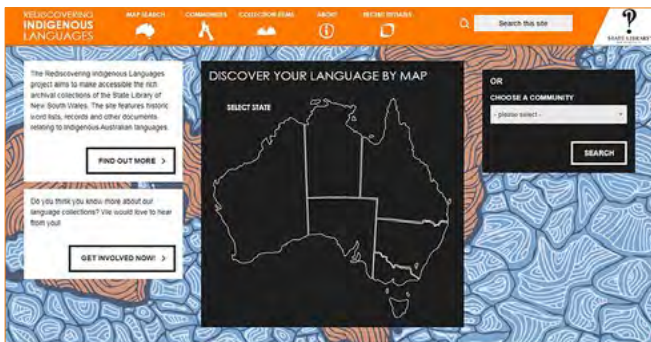 REDISCOVERING
INDIGENOUS
LANGUAGES
MAP SEARCH
COMMUNITIES
COLLECTION ITEMS
ABOUT
RECENT DETAILS
Search this site
STATE LIBRARY
The Rediscovering Indigenous Languages
project aims to make accessible the rich
archival collections of the State Library of
New South Wales. The site features historic
word lists, records and other documents
relating to Indigenous Australian languages.
FIND OUT MORE >
Do you think you know more about our
language collections? We would love to hear
from you!
GET INVOLVED NOW! >
DISCOVER YOUR LANGUAGE BY MAP
SELECT STATE
OR
CHOOSE A COMMUNITY
- please select -
SEARCH